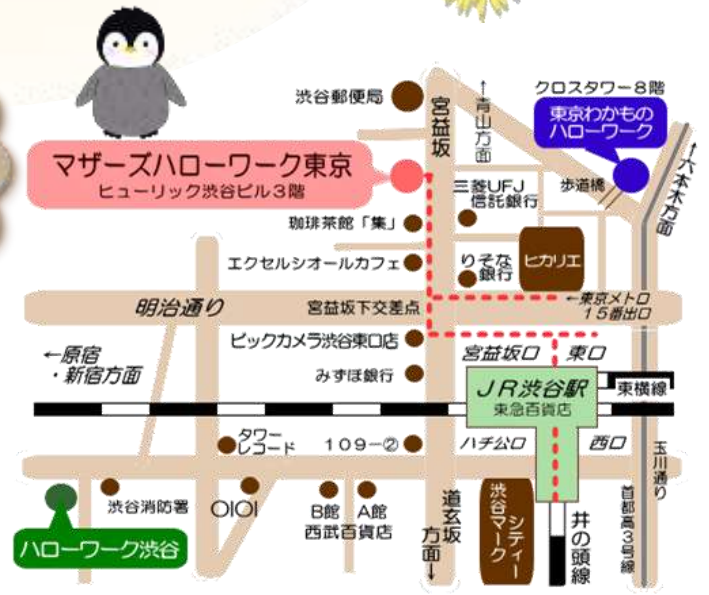 クロスタワー８階
東京わかもの
ハローワーク
渋谷郵便局
宮益坂
↑青山方面
マザーズハローワーク東京
ヒューリック渋谷ビル３階
三菱UFJ
信託銀行
歩道橋
↑六本木方面
珈琲茶館「集」
エクセルシオールカフェ
りそな
銀行
ヒカリエ
明治通り
宮益坂下交差点
←東京メトロ
１５番出口
ビックカメラ渋谷東口店
宮益坂口
東口
←原宿
・新宿方面
みずほ銀行
ＪＲ渋谷駅
東急百貨店
東横線
タワー
レコード
１０９ー②
ハチ公口
西口
玉川通り
渋谷消防署
OIOI
B館
A館
西武百貨店
道玄坂
方面→
渋谷マーク
シティー
井の頭線
首都高３号線
ハローワーク渋谷